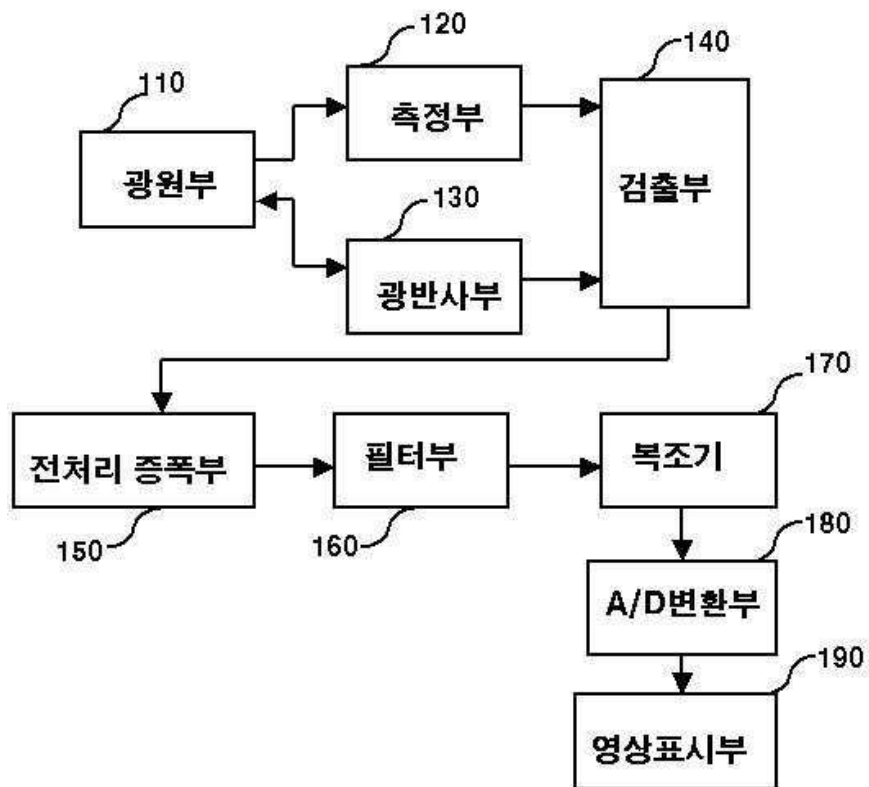 120
측정부
140
검출부
110
광원부
130
광반사부
170
전처리 증폭부
필터부
복조기
150
160
180
A/D변환부
190
영상표시부